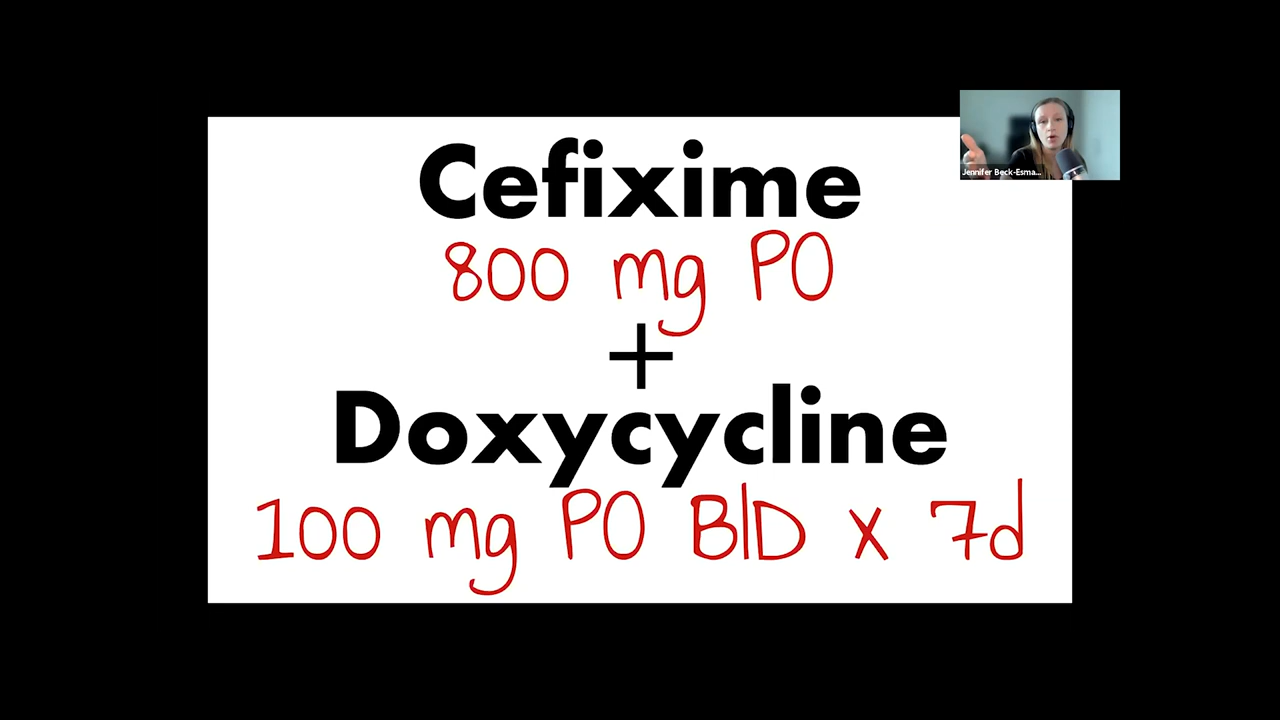 Cefixime
800 mg PO
+
Doxycycline
100 mg PO BID x 7d
Jennifer Beck-Esma...